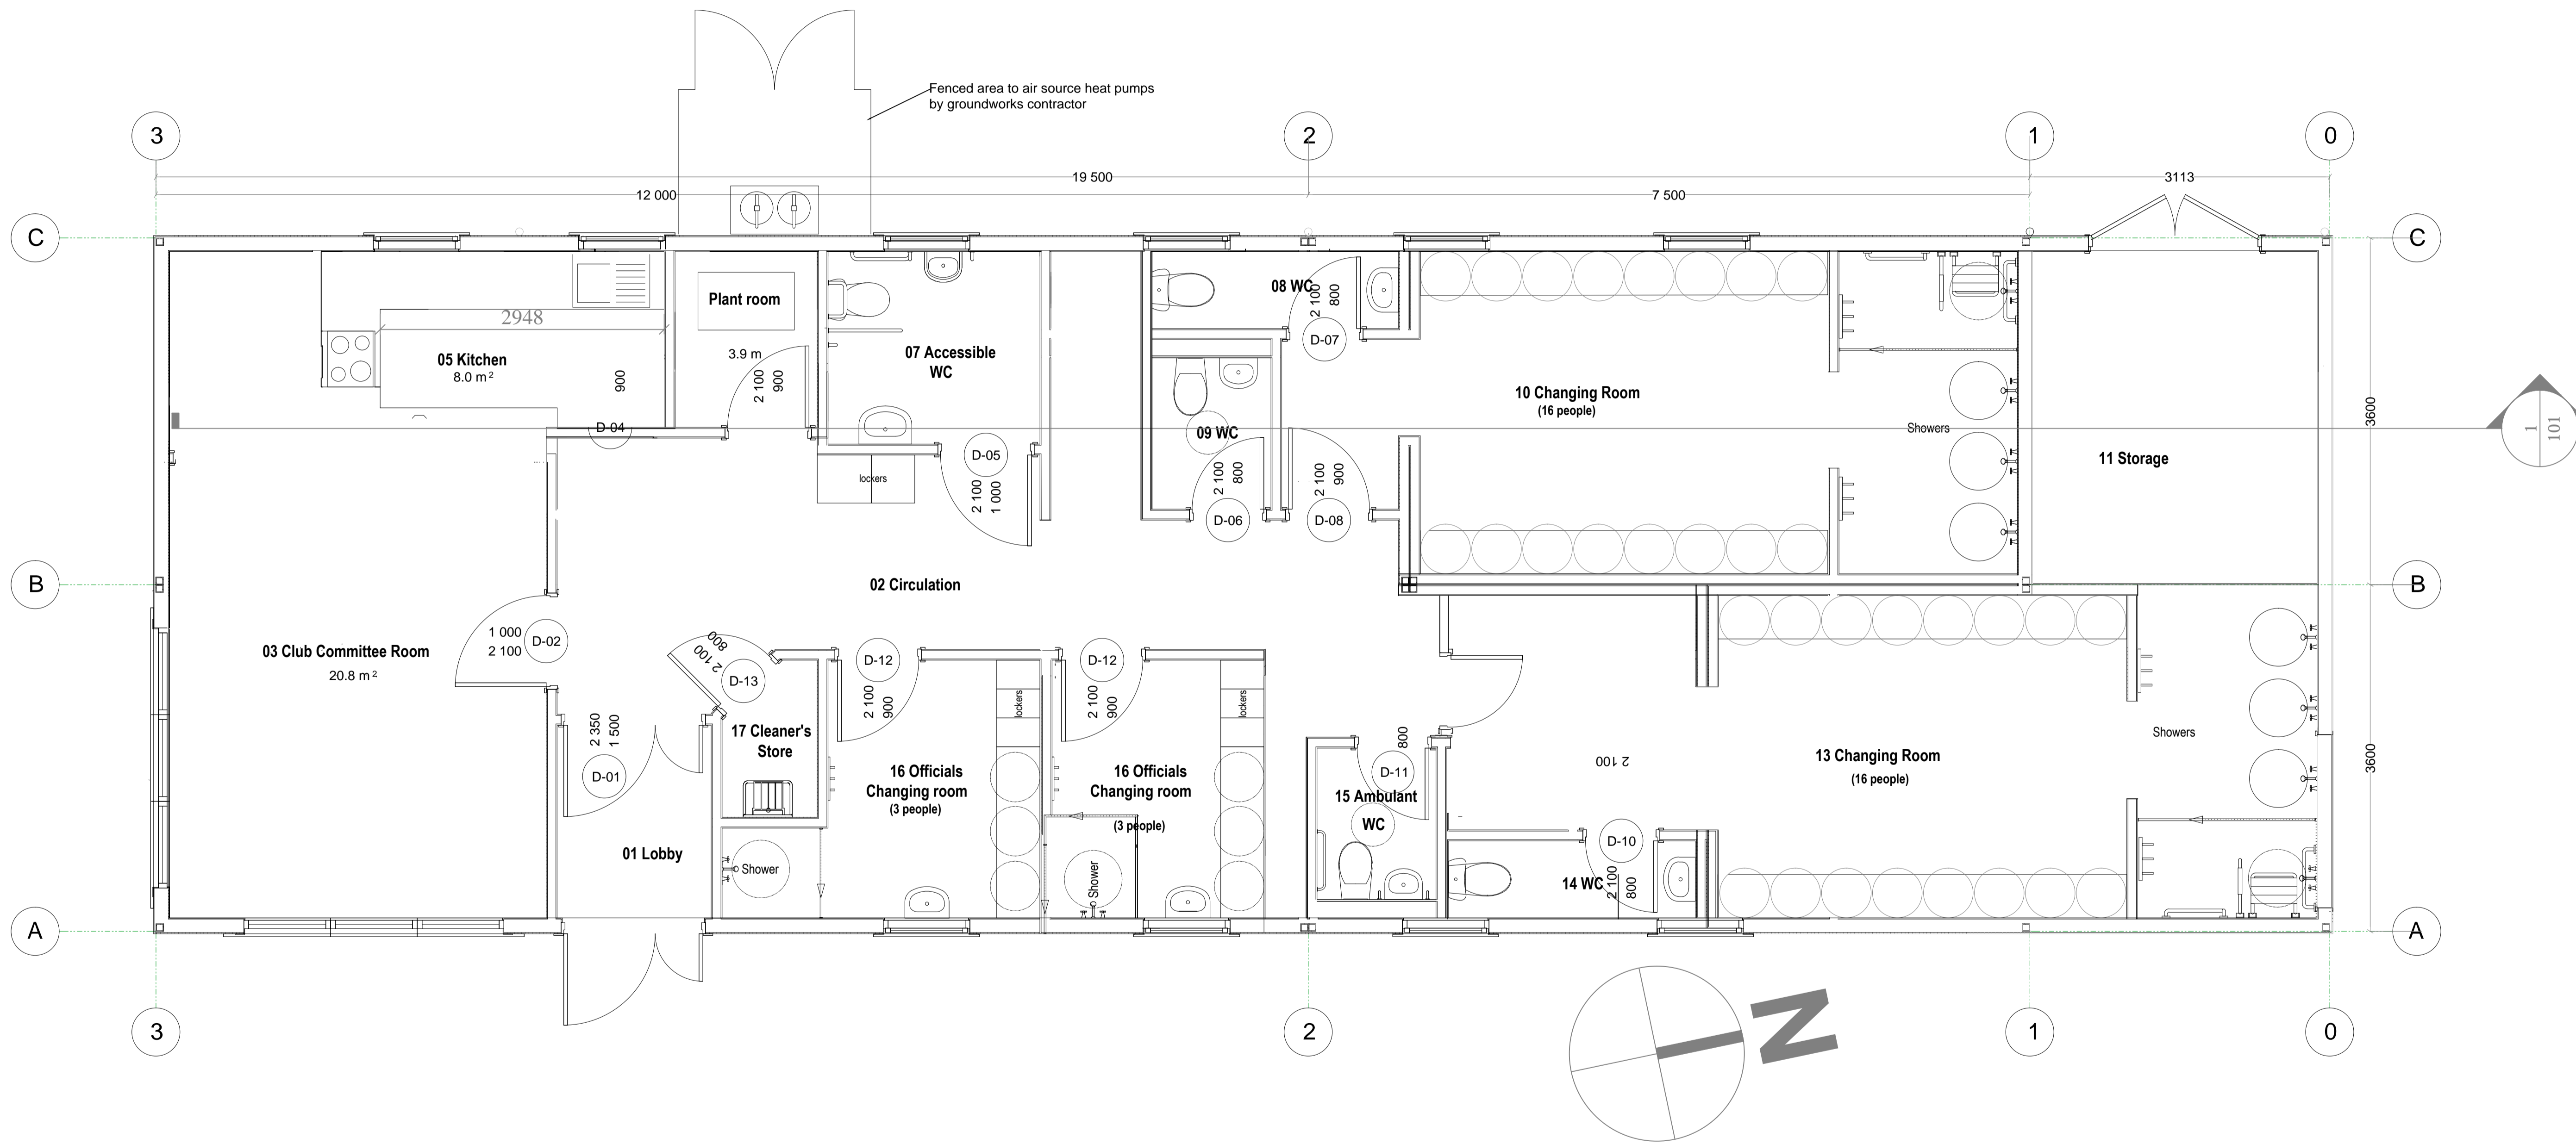 Fenced area to air source heat pumps
by groundworks contractor
3
2
1
0
19 500
3113
12 000
7 500
C
C
Plant room
08 WC
2 100
800
2948
D-07
05 Kitchen
8.0 m²
3.9 m
07 Accessible
WC
900
2 100
900
10 Changing Room
(16 people)
3600
D-04
09 WC
Showers
1
101
D-05
11 Storage
lockers
2 100
1 000
2 100
800
2 100
900
D-06
D-08
B
02 Circulation
B
1 000
2 100
D-02
800
2 100
D-13
D-12
D-12
03 Club Committee Room
20.8 m²
2 100
900
lockers
2 100
900
lockers
2 350
1 500
D-01
17 Cleaner's
Store
800
Showers
16 Officials
Changing room
(3 people)
16 Officials
Changing room
(3 people)
D-11
2 100
13 Changing Room
(16 people)
3600
15 Ambulant
WC
01 Lobby
Shower
Shower
D-10
14 WC
2 100
800
A
A
N
3
2
1
0